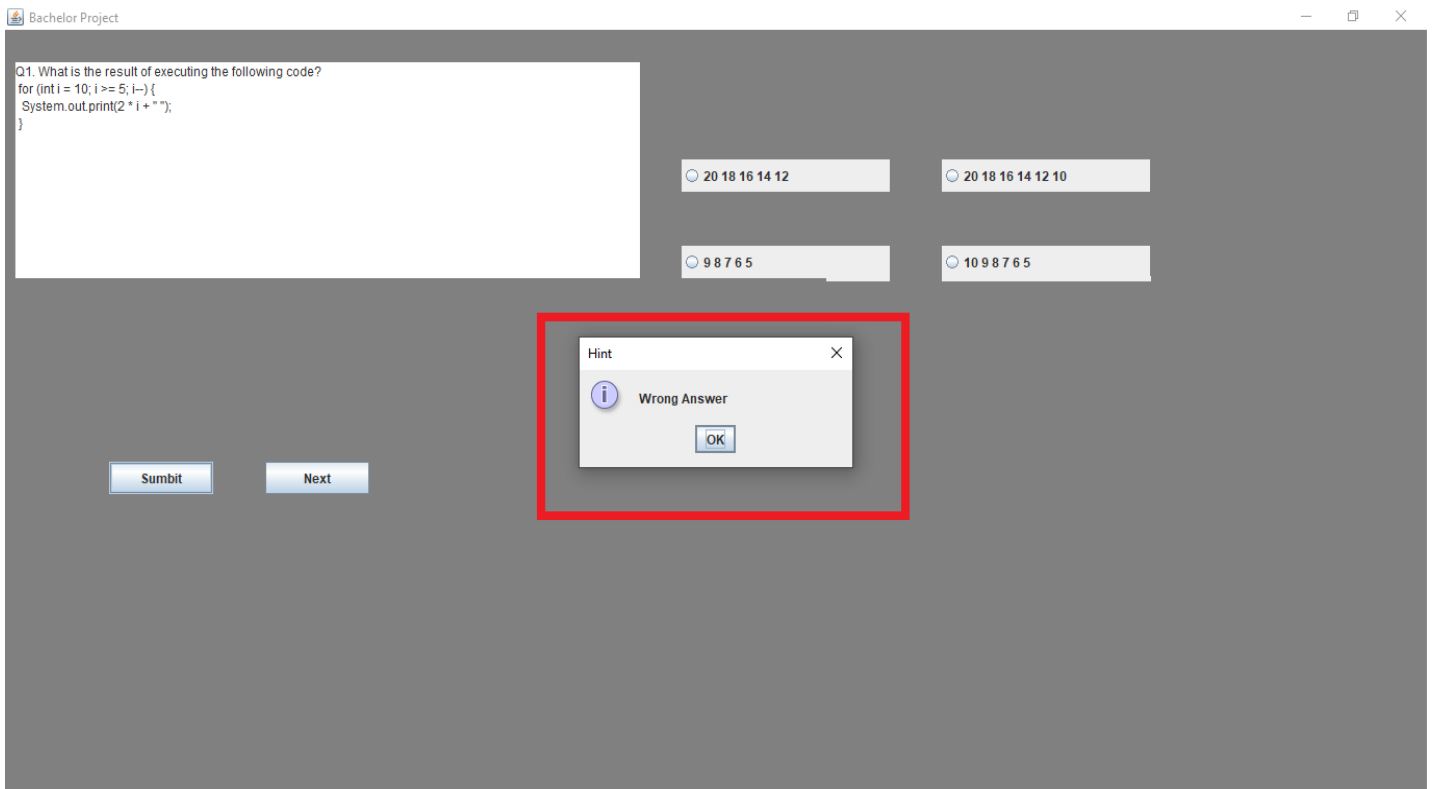 Bachelor Project
Q1. What is the result of executing the following code?
for (int i = 10; i >= 5; i--) {
System.out.print(2 * i + " ");
}
20 18 16 14 12
20 18 16 14 12 10
9 8 7 6 5
10 9 8 7 6 5
Hint
Wrong Answer
OK
Sumbit
Next